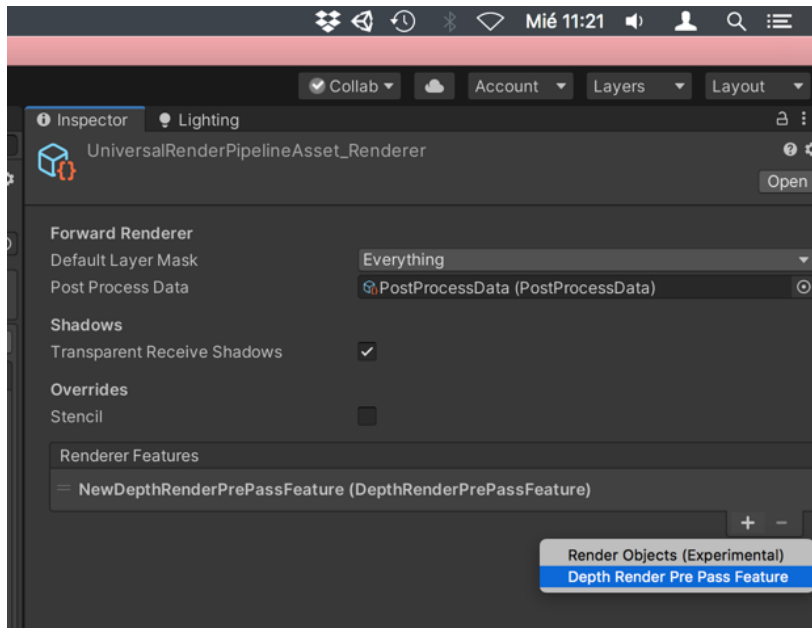 Mié 11:21
Collab Account Layers Layout
Inspector Lighting
UniversalRenderPipelineAsset_Renderer
Open
Forward Renderer
Default Layer Mask Everything
Post Process Data PostProcessData (PostProcessData)
Shadows
Transparent Receive Shadows
Overrides
Stencil
Renderer Features
NewDepthRenderPrePassFeature (DepthRenderPrePassFeature)
+ −
Render Objects (Experimental)
Depth Render Pre Pass Feature